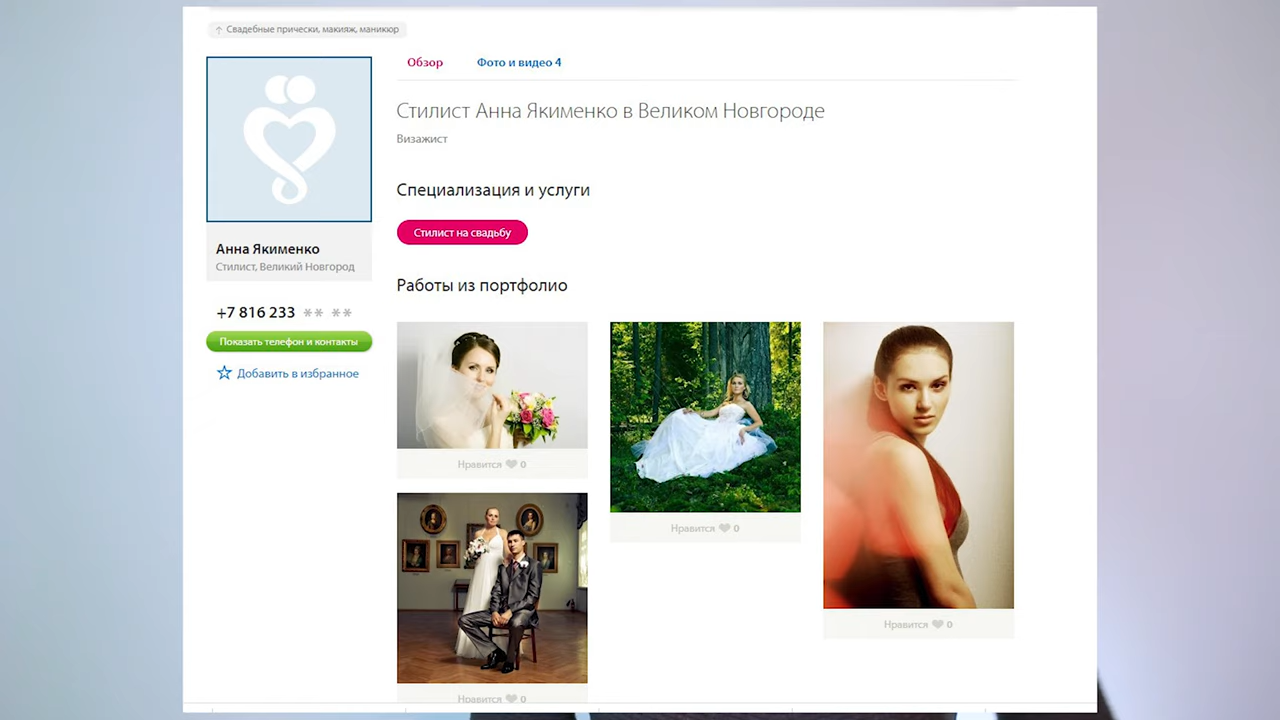 ↑ Свадебные прически, макияж, маникюр
Обзор
Фото и видео 4
Стилист Анна Якименко в Великом Новгороде
Визажист
Специализация и услуги
Стилист на свадьбу
Анна Якименко
Стилист, Великий Новгород
+7 816 233 ** **
Показать телефон и контакты
Добавить в избранное
Работы из портфолио
Нравится 0
Нравится 0
Нравится 0
Нравится 0